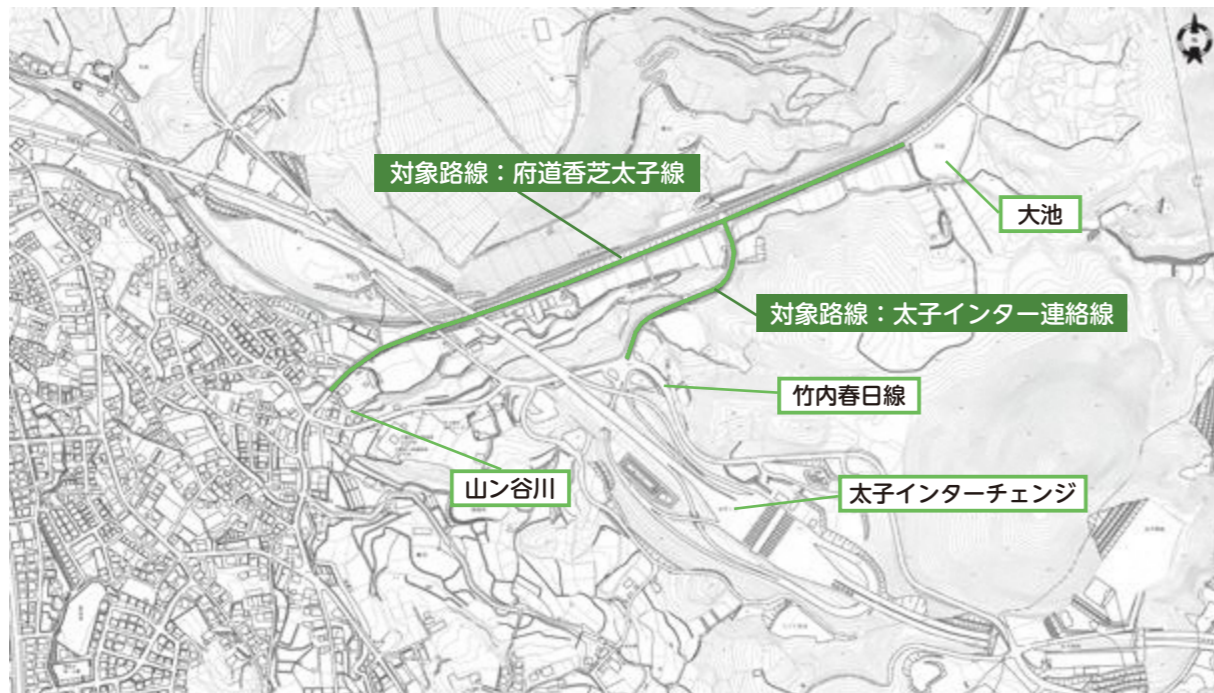 対象路線：府道香芝太子線
大池
対象路線：太子インター連絡線
竹内春日線
山ン谷川
太子インターチェンジ